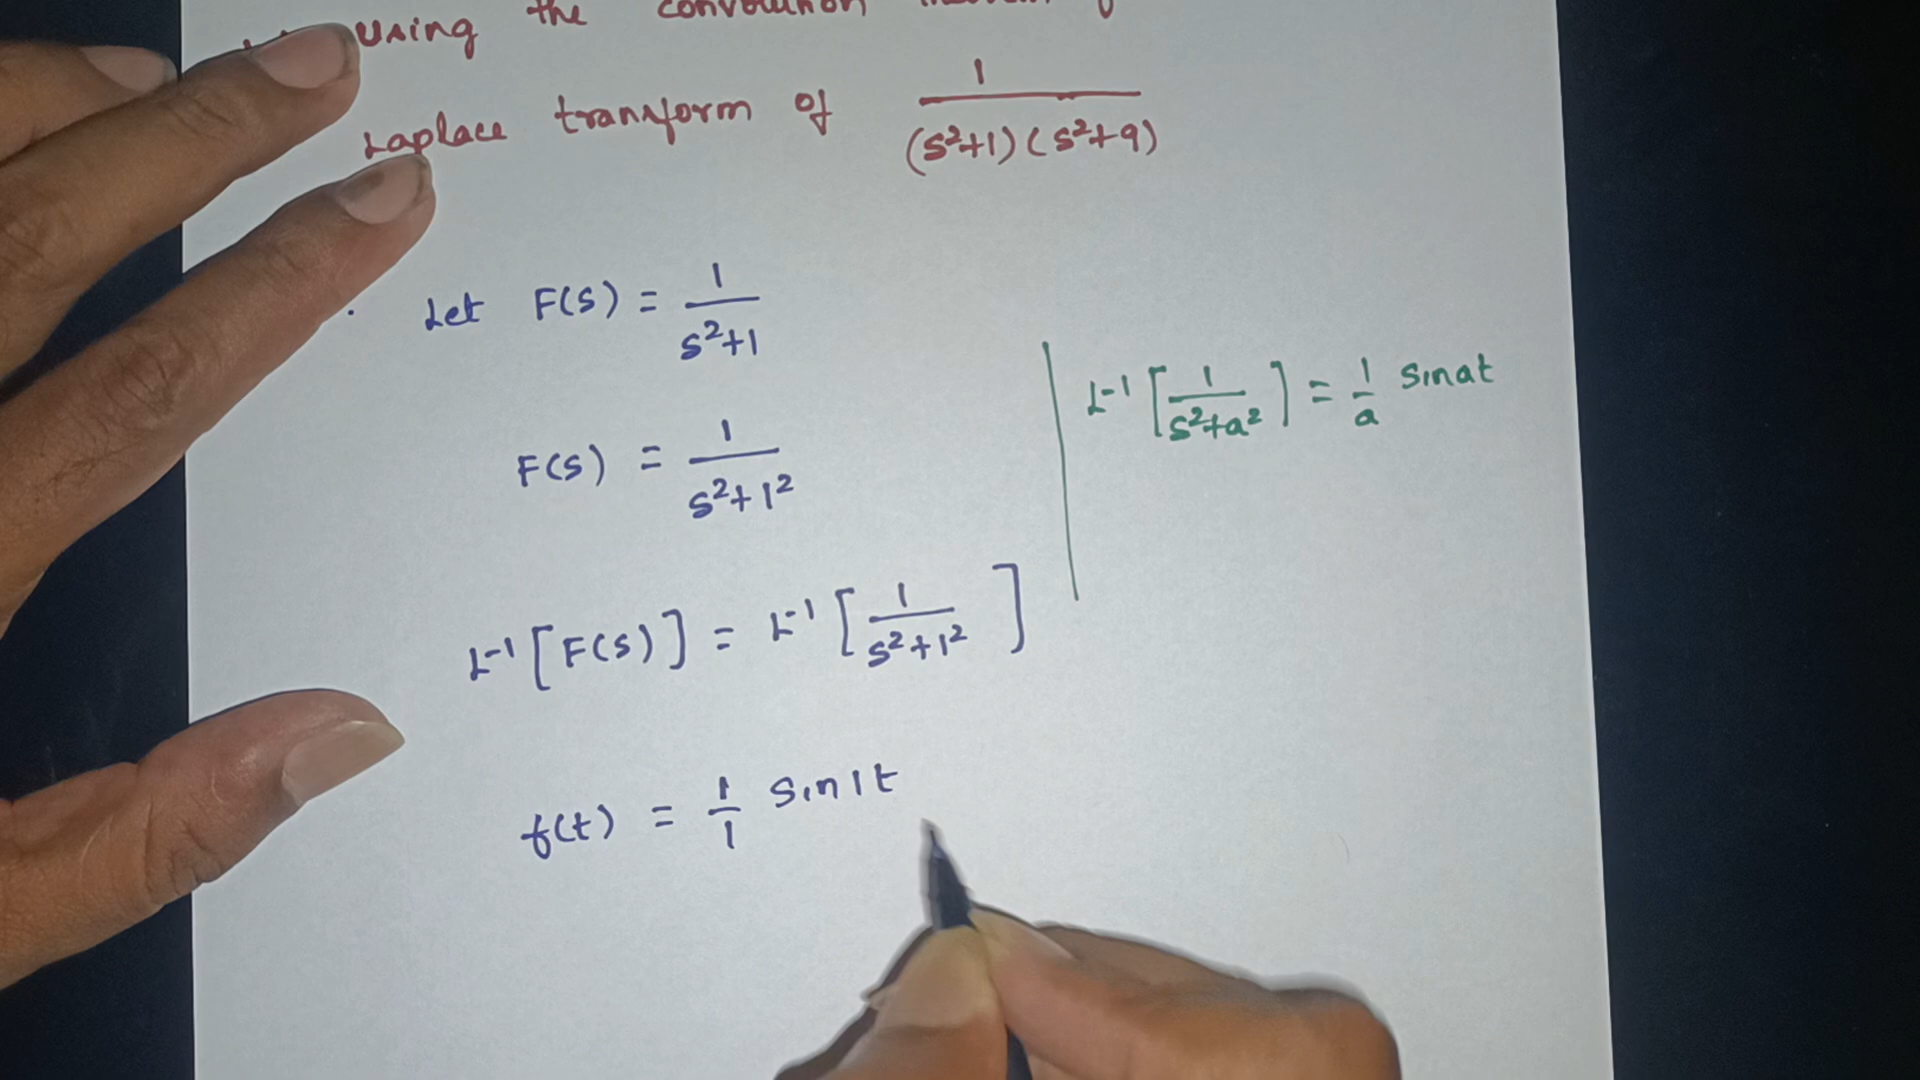 using the convolution
Laplace transform of 1/((s²+1)(s²+9))
Let F(s) = 1/(s²+1)
L⁻¹[1/(s²+a²)] = 1/a sinat
F(s) = 1/(s²+1²)
L⁻¹[F(s)] = L⁻¹[1/(s²+1²)]
f(t) = 1/1 sin1t